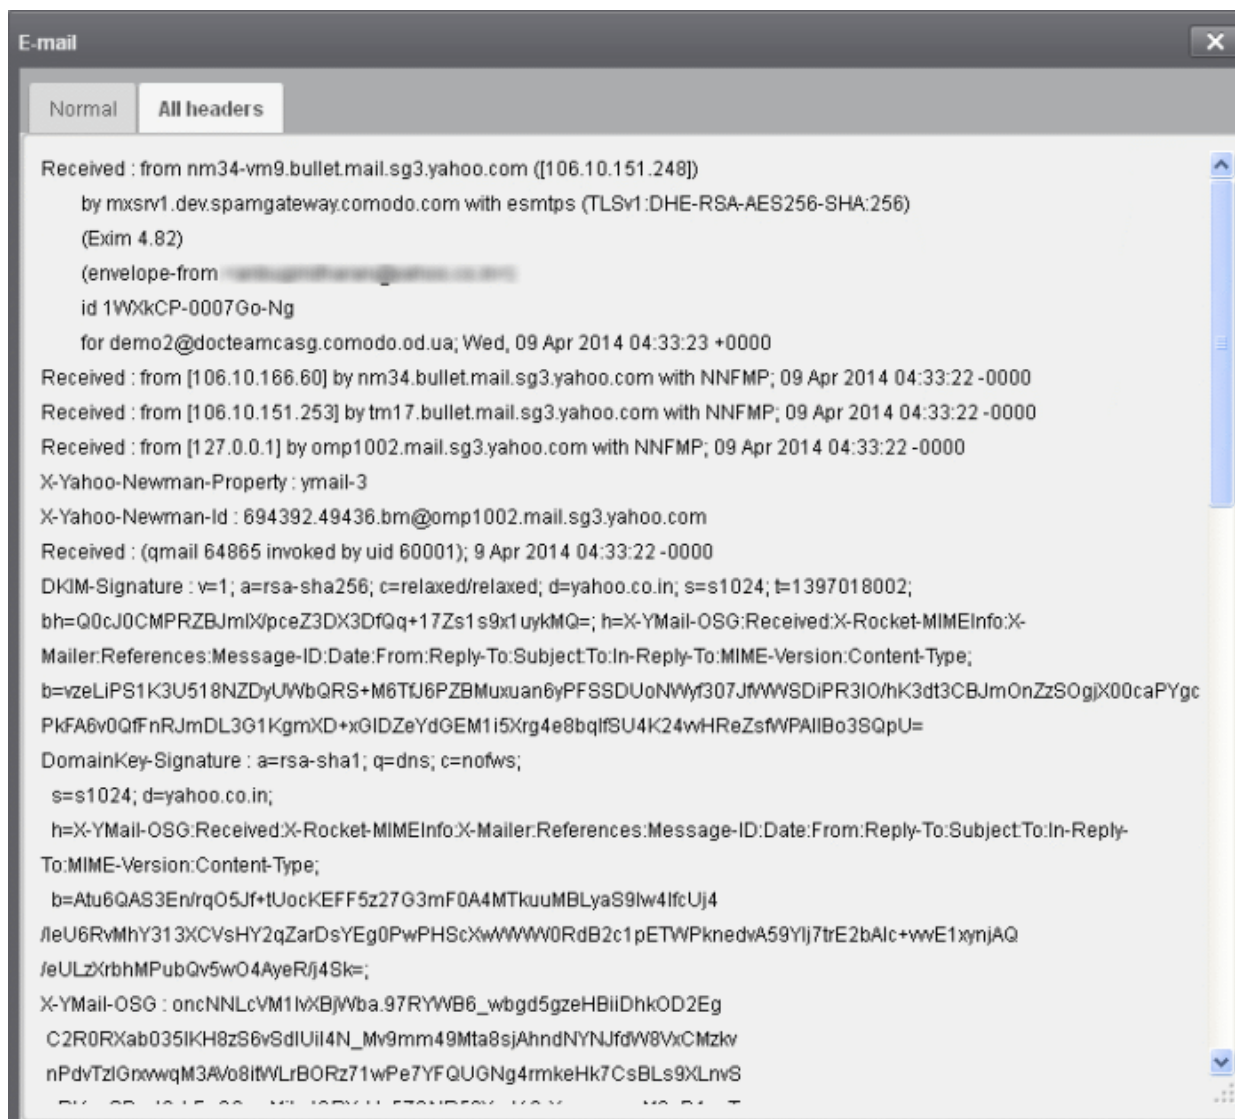 E-mail
Normal
All headers
Received : from nm34-vm9.bullet.mail.sg3.yahoo.com ([106.10.151.248])
by mxsrv1.dev.spamgateway.comodo.com with esmtps (TLSv1:DHE-RSA-AES256-SHA:256)
(Exim 4.82)
(envelope-from
id 1WXkCP-0007Go-Ng
for demo2@docteamcasg.comodo.od.ua; Wed, 09 Apr 2014 04:33:23 +0000
Received : from [106.10.166.60] by nm34.bullet.mail.sg3.yahoo.com with NNFMP; 09 Apr 2014 04:33:22 -0000
Received : from [106.10.151.253] by tm17.bullet.mail.sg3.yahoo.com with NNFMP; 09 Apr 2014 04:33:22 -0000
Received : from [127.0.0.1] by omp1002.mail.sg3.yahoo.com with NNFMP; 09 Apr 2014 04:33:22 -0000
X-Yahoo-Newman-Property : ymail-3
X-Yahoo-Newman-Id : 694392.49436.bm@omp1002.mail.sg3.yahoo.com
Received : (qmail 64865 invoked by uid 60001); 9 Apr 2014 04:33:22 -0000
DKIM-Signature : v=1; a=rsa-sha256; c=relaxed/relaxed; d=yahoo.co.in; s=s1024; t=1397018002;
bh=Q0cJ0CMPRZBJmlX/pceZ3DX3DfQq+17Zs1s9x1uykMQ=; h=X-YMail-OSG:Received:X-Rocket-MIMEInfo:X-
Mailer:References:Message-ID:Date:From:Reply-To:Subject:To:In-Reply-To:MIME-Version:Content-Type;
b=vzeLiPS1K3U518NZDyUWbQRS+M6TfJ6PZBMuxuan6yPFSSDUoNWyf307JfWWSDiPR3IO/hK3dt3CBJmOnZzSOgjX00caPYgc
PkFA6v0QfFnRJmDL3G1KgmXD+xGIDZeYdGEM1i5Xrg4e8bqIfSU4K24vvHReZsfWPAIIBo3SQpU=
DomainKey-Signature : a=rsa-sha1; q=dns; c=nofws;
s=s1024; d=yahoo.co.in;
h=X-YMail-OSG:Received:X-Rocket-MIMEInfo:X-Mailer:References:Message-ID:Date:From:Reply-To:Subject:To:In-Reply-
To:MIME-Version:Content-Type;
b=Atu6QAS3En/rqO5Jf+tUocKEFF5z27G3mF0A4MTkuuMBLyaS9lw4IfcUj4
/leU6RvMhY313XCVsHY2qZarDsYEg0PwPHScXwWWW0RdB2c1pETWPknedvA59Ylj7trE2bAlc+vwE1xynjAQ
/eULzXrbhMPubQv5wO4AyeR/j4Sk=;
X-YMail-OSG : oncNNLcVM1lvXBjWba.97RYWB6_wbgd5gzeHBiiDhkOD2Eg
C2R0RXab035lKH8zS6vSdlUil4N_Mv9mm49Mta8sjAhndNYNJfdW8VxCMzkv
nPdvTzlGrxvwqM3AVo8ifWLrBORz71wPe7YFQUGNg4rmkeHk7CsBLs9XLnvS